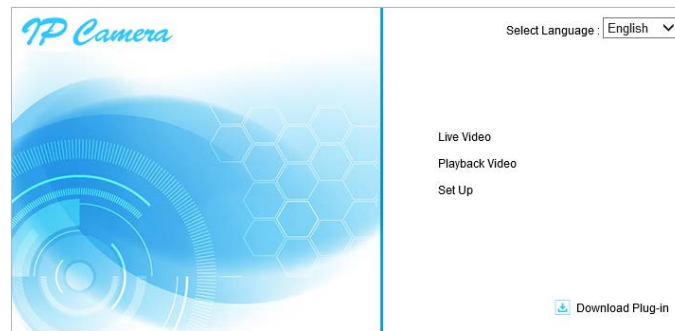 IP Camera
Select Language : English
Live Video
Playback Video
Set Up
Download Plug-in